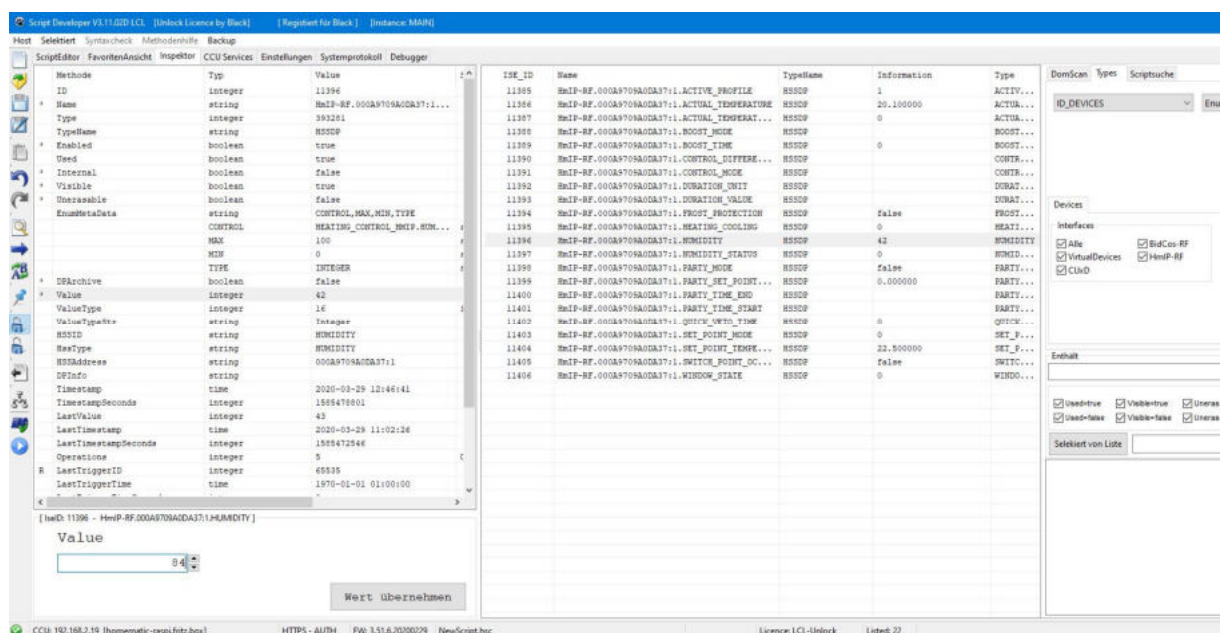 Script Developer V3.11.02D LCL [Unlock Licence by Black] [ Registiert für Black ] [Instance: MAIN]
Host Selektiert Syntaxcheck Methodenhilfe Backup
ScriptEditor FavoritenAnsicht Inspektor CCU Services Einstellungen Systemprotokoll Debugger
Methode Typ Value
ID integer 11396
* Name string HmIP-RF.000A9709A0DA37:1...
Type integer 393281
TypeName string HSSDP
* Enabled boolean true
Used boolean true
* Internal boolean false
* Visible boolean true
* Unerasable boolean false
EnumMetaData string CONTROL,MAX,MIN,TYPE
CONTROL HEATING_CONTROL_HMIP.HUM...
MAX 100
MIN 0
TYPE INTEGER
* DPArchive boolean false
* Value integer 42
ValueType integer 16
ValueTypeStr string Integer
HSSID string HUMIDITY
HssType string HUMIDITY
HSSAddress string 000A9709A0DA37:1
DPInfo string
Timestamp time 2020-03-29 12:46:41
TimestampSeconds integer 1585478801
LastValue integer 43
LastTimestamp time 2020-03-29 11:02:26
LastTimestampSeconds integer 1585472546
Operations integer 5
R LastTriggerID integer 65535
LastTriggerTime time 1970-01-01 01:00:00
[ IseID: 11396 - HmIP-RF.000A9709A0DA37:1.HUMIDITY ]
Value
84
Wert übernehmen
ISE_ID Name TypeName Information Type
11385 HmIP-RF.000A9709A0DA37:1.ACTIVE_PROFILE HSSDP 1 ACTIV...
11386 HmIP-RF.000A9709A0DA37:1.ACTUAL_TEMPERATURE HSSDP 20.100000 ACTUA...
11387 HmIP-RF.000A9709A0DA37:1.ACTUAL_TEMPERAT... HSSDP 0 ACTUA...
11388 HmIP-RF.000A9709A0DA37:1.BOOST_MODE HSSDP BOOST...
11389 HmIP-RF.000A9709A0DA37:1.BOOST_TIME HSSDP 0 BOOST...
11390 HmIP-RF.000A9709A0DA37:1.CONTROL_DIFFERE... HSSDP CONTR...
11391 HmIP-RF.000A9709A0DA37:1.CONTROL_MODE HSSDP CONTR...
11392 HmIP-RF.000A9709A0DA37:1.DURATION_UNIT HSSDP DURAT...
11393 HmIP-RF.000A9709A0DA37:1.DURATION_VALUE HSSDP DURAT...
11394 HmIP-RF.000A9709A0DA37:1.FROST_PROTECTION HSSDP false FROST...
11395 HmIP-RF.000A9709A0DA37:1.HEATING_COOLING HSSDP 0 HEATI...
11396 HmIP-RF.000A9709A0DA37:1.HUMIDITY HSSDP 42 HUMIDITY
11397 HmIP-RF.000A9709A0DA37:1.HUMIDITY_STATUS HSSDP 0 HUMID...
11398 HmIP-RF.000A9709A0DA37:1.PARTY_MODE HSSDP false PARTY...
11399 HmIP-RF.000A9709A0DA37:1.PARTY_SET_POINT... HSSDP 0.000000 PARTY...
11400 HmIP-RF.000A9709A0DA37:1.PARTY_TIME_END HSSDP PARTY...
11401 HmIP-RF.000A9709A0DA37:1.PARTY_TIME_START HSSDP PARTY...
11402 HmIP-RF.000A9709A0DA37:1.QUICK_VETO_TIME HSSDP 0 QUICK...
11403 HmIP-RF.000A9709A0DA37:1.SET_POINT_MODE HSSDP 0 SET_P...
11404 HmIP-RF.000A9709A0DA37:1.SET_POINT_TEMPE... HSSDP 22.500000 SET_P...
11405 HmIP-RF.000A9709A0DA37:1.SWITCH_POINT_OC... HSSDP false SWITC...
11406 HmIP-RF.000A9709A0DA37:1.WINDOW_STATE HSSDP 0 WINDO...
DomScan Types Scriptsuche
ID_DEVICES Enu
Devices
Interfaces
Alle BidCos-RF
VirtualDevices HmIP-RF
CUxD
Enthält
Used=true Visible=true Uneras
Used=false Visible=false Uneras
Selekiert von Liste
CCU: 192.168.2.19 [homematic-raspi.fritz.box] HTTPS - AUTH FW: 3.51.6.20200229 NewScript.hsc Licence: LCL-Unlock Listed: 22